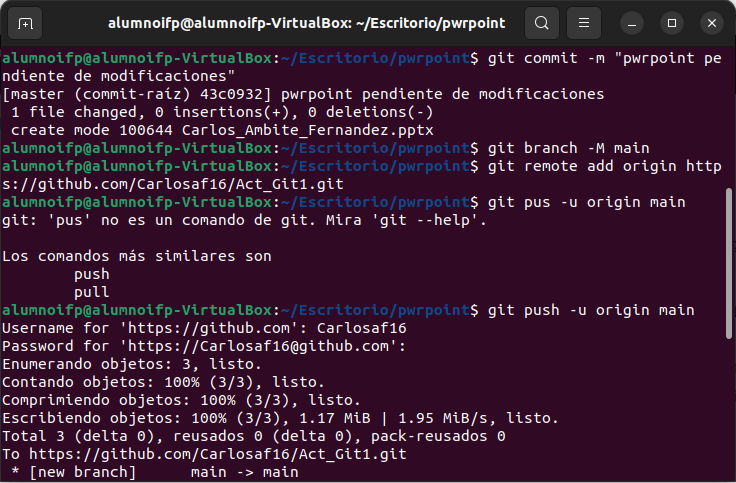 alumnoifp@alumnoifp-VirtualBox: ~/Escritorio/pwrpoint
alumnoifp@alumnoifp-VirtualBox:~/Escritorio/pwrpoint$ git commit -m "pwrpoint pe
ndiente de modificaciones"
[master (commit-raíz) 43c0932] pwrpoint pendiente de modificaciones
 1 file changed, 0 insertions(+), 0 deletions(-)
 create mode 100644 Carlos_Ambite_Fernandez.pptx
alumnoifp@alumnoifp-VirtualBox:~/Escritorio/pwrpoint$ git branch -M main
alumnoifp@alumnoifp-VirtualBox:~/Escritorio/pwrpoint$ git remote add origin http
s://github.com/Carlosaf16/Act_Git1.git
alumnoifp@alumnoifp-VirtualBox:~/Escritorio/pwrpoint$ git pus -u origin main
git: 'pus' no es un comando de git. Mira 'git --help'.

Los comandos más similares son
        push
        pull
alumnoifp@alumnoifp-VirtualBox:~/Escritorio/pwrpoint$ git push -u origin main
Username for 'https://github.com': Carlosaf16
Password for 'https://Carlosaf16@github.com':
Enumerando objetos: 3, listo.
Contando objetos: 100% (3/3), listo.
Comprimiendo objetos: 100% (3/3), listo.
Escribiendo objetos: 100% (3/3), 1.17 MiB | 1.95 MiB/s, listo.
Total 3 (delta 0), reusados 0 (delta 0), pack-reusados 0
To https://github.com/Carlosaf16/Act_Git1.git
 * [new branch]      main -> main